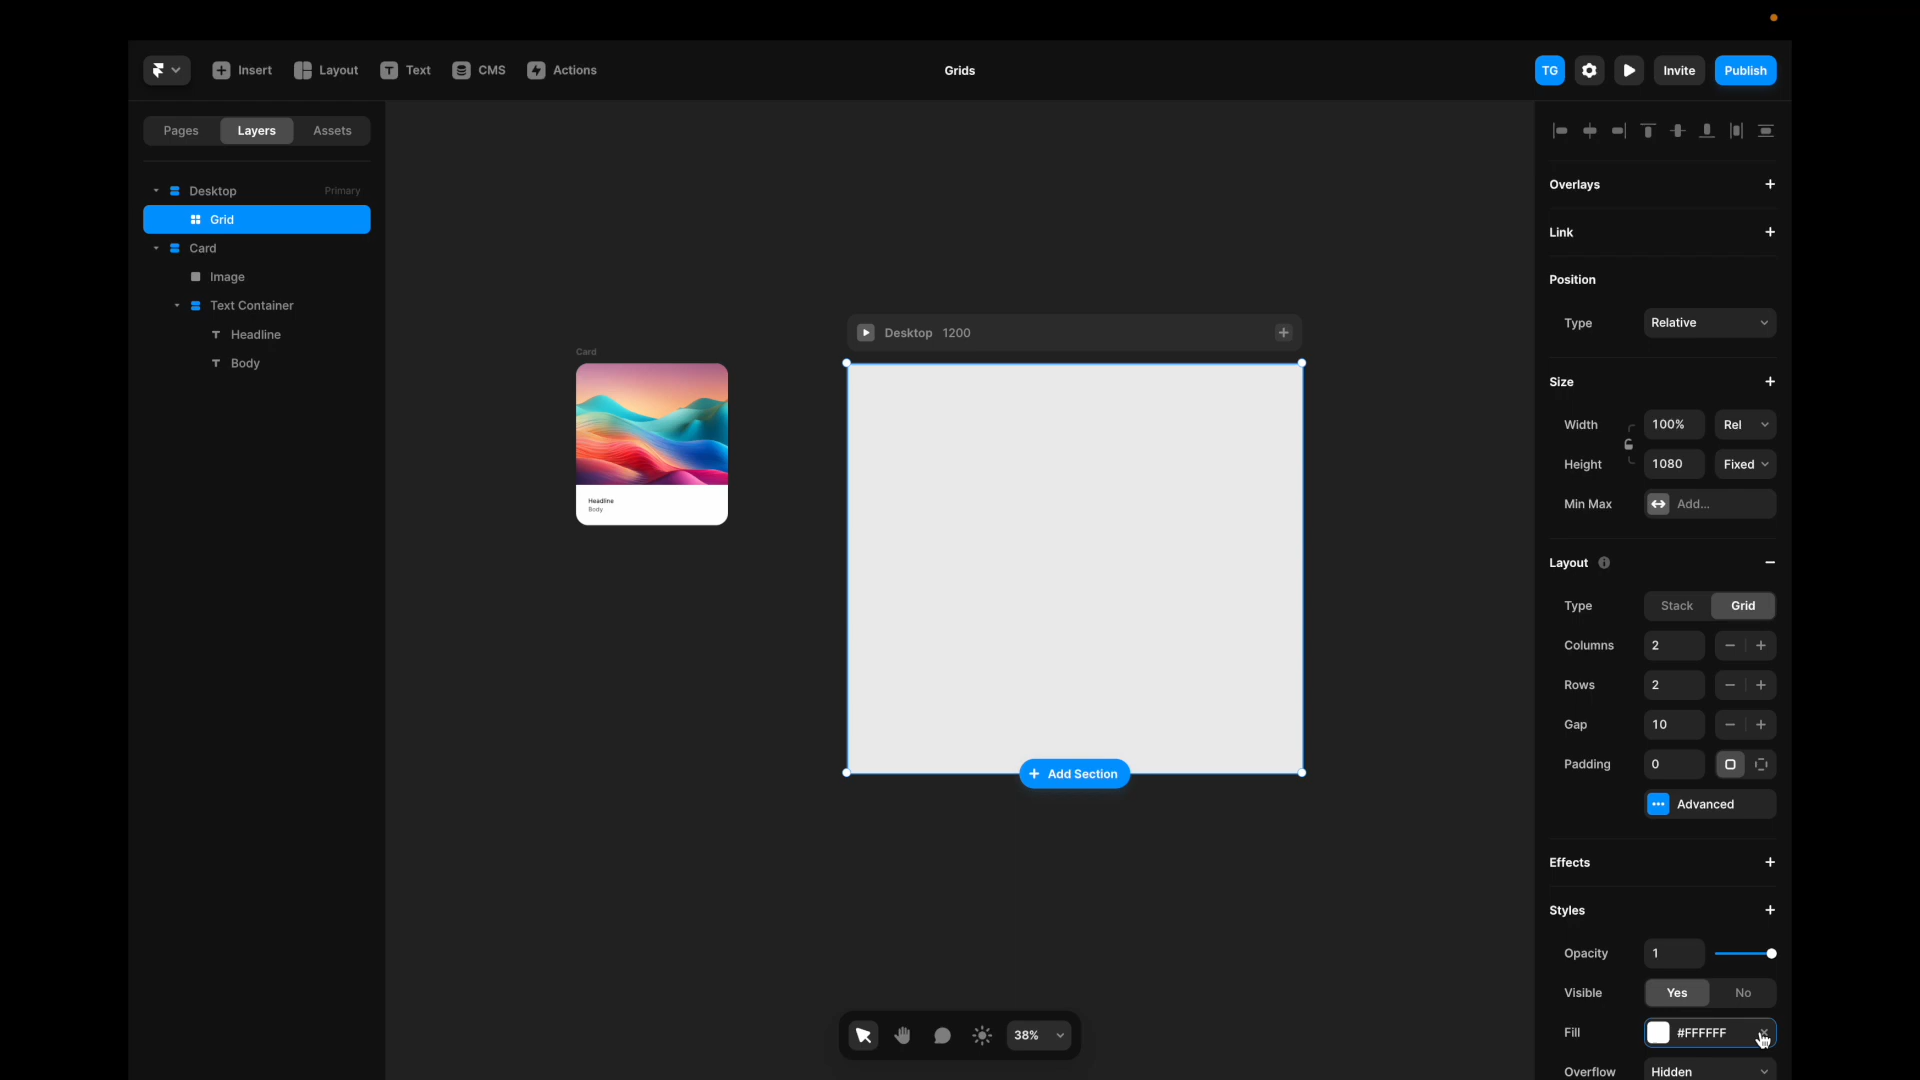 Insert Layout Text CMS Actions
Grids
TG Invite Publish
Pages Layers Assets
Desktop Primary
Grid
Card
Image
Text Container
Headline
Body
Card
Headline
Body
Desktop 1200
Add Section
38%
Overlays
Link
Position
Type Relative
Size
Width 100% Rel
Height 1080 Fixed
Min Max Add...
Layout
Type Stack Grid
Columns 2
Rows 2
Gap 10
Padding 0
Advanced
Effects
Styles
Opacity 1
Visible Yes No
Fill #FFFFFF
Overflow Hidden